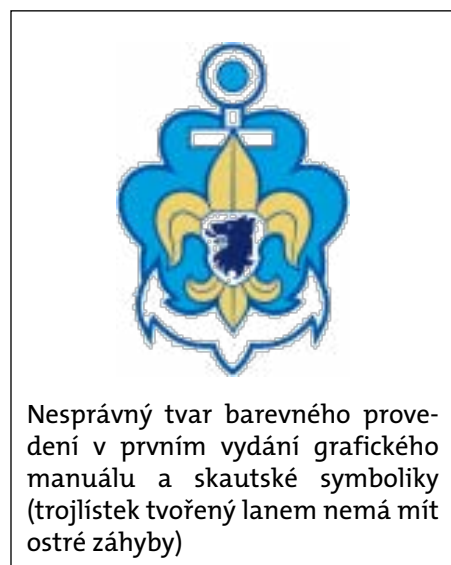 Nesprávný tvar barevného prove-
dení v prvním vydání grafického
manuálu a skautské symboliky
(trojlístek tvořený lanem nemá mít
ostré záhyby)